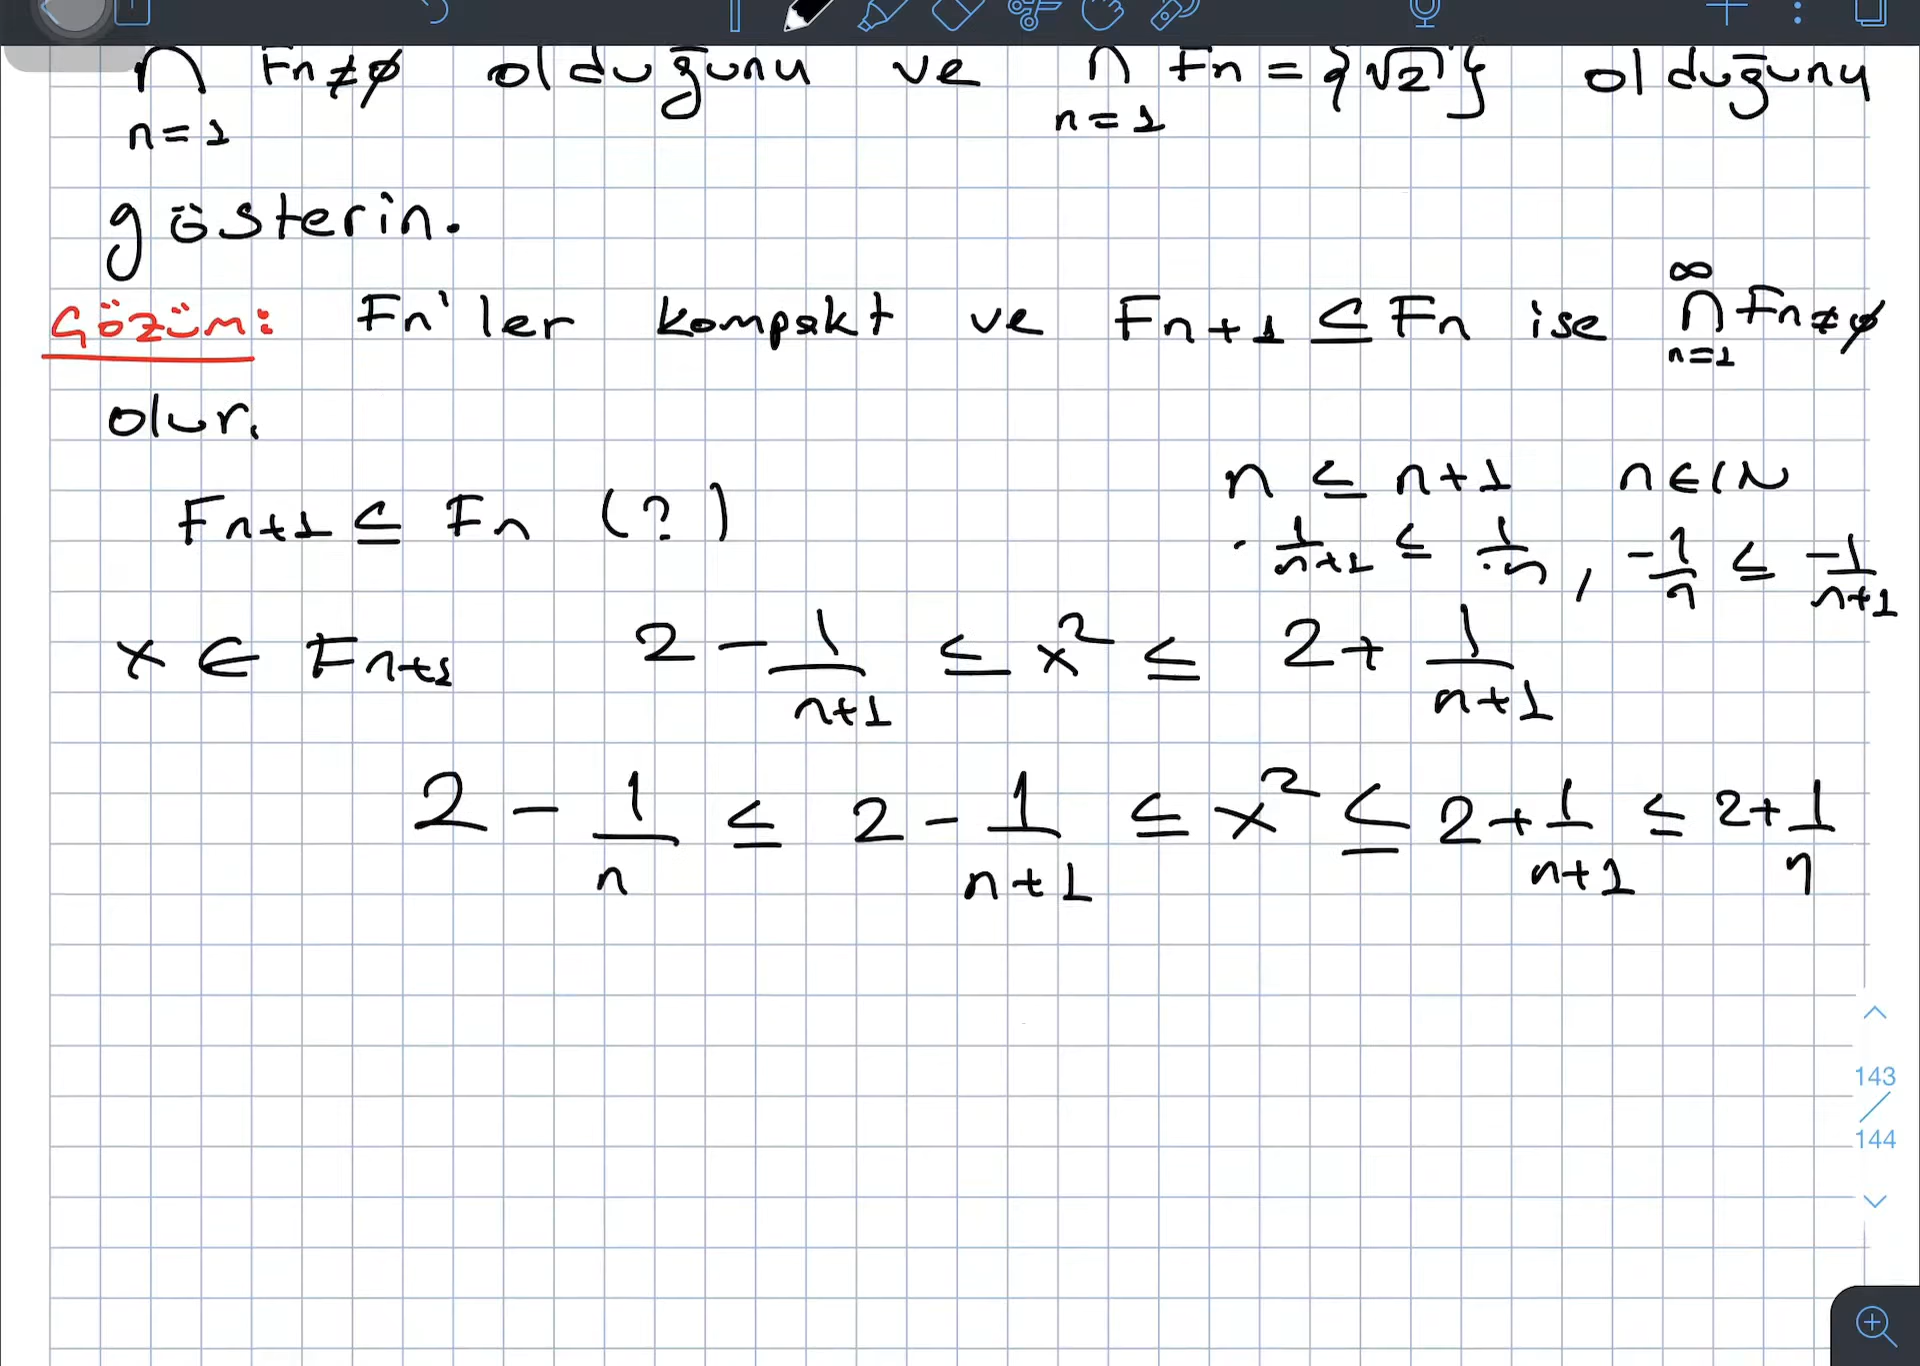 ∩ Fn≠∅ olduğunu ve ∩ Fn = {√2} olduğunu
n=1 n=1
gösterin.
Çözüm: Fn'ler kompakt ve Fn+1 ⊆ Fn ise ∞∩n=1 Fn≠∅
olur.
n ≤ n+1 n∈IN
Fn+1 ⊆ Fn (?)
1/n+1 ≤ 1/n , -1/n ≤ -1/n+1
x ∈ Fn+1 2 - 1/n+1 ≤ x² ≤ 2 + 1/n+1
2 - 1/n ≤ 2 - 1/n+1 ≤ x² ≤ 2 + 1/n+1 ≤ 2 + 1/n
143
/
144